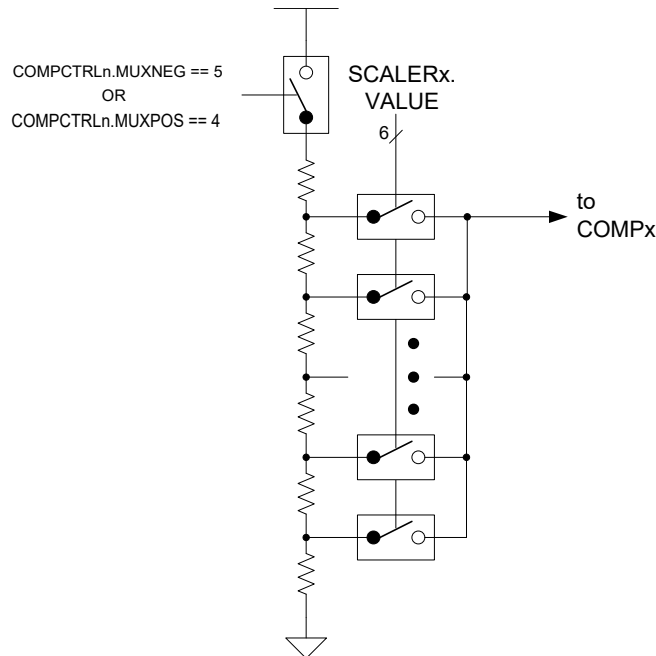 COMPCTRLn.MUXNEG == 5
OR
COMPCTRLn.MUXPOS == 4
SCALERx.
VALUE
6
to
COMPx